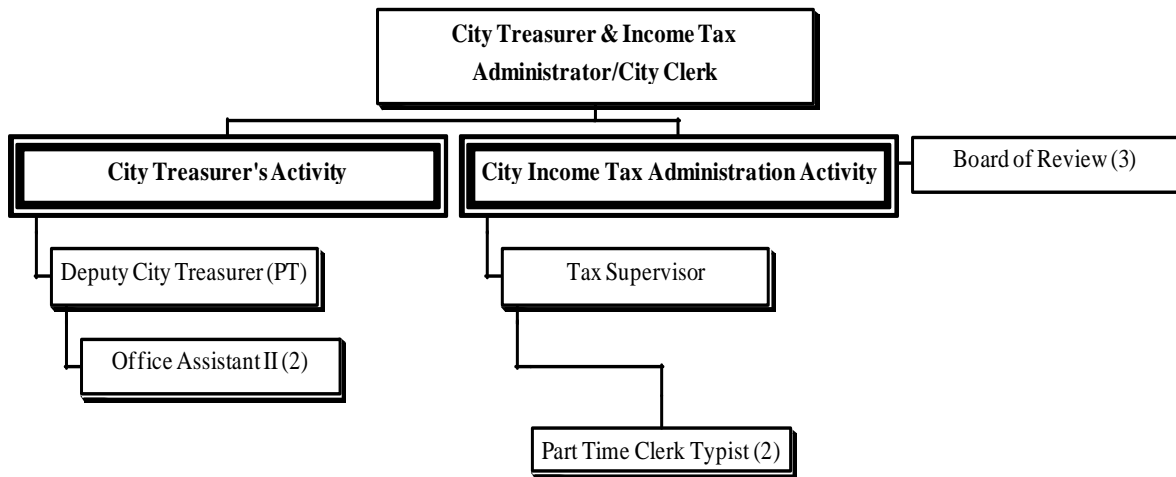 City Treasurer & Income Tax
Administrator/City Clerk
City Treasurer's Activity
City Income Tax Administration Activity
Board of Review (3)
Deputy City Treasurer (PT)
Tax Supervisor
Office Assistant II (2)
Part Time Clerk Typist (2)